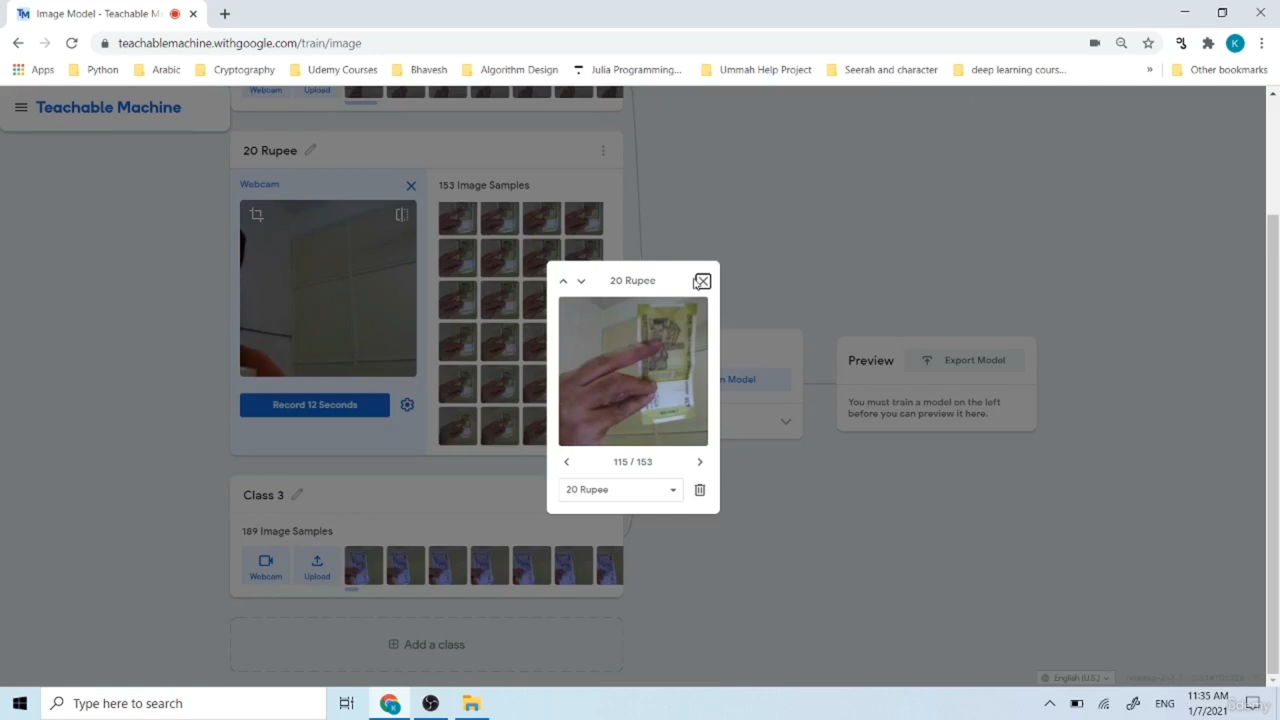 Image Model - Teachable M
teachablemachine.withgoogle.com/train/image
K
Apps
Python
Arabic
Cryptography
Udemy Courses
Bhavesh
Algorithm Design
Julia Programming...
Ummah Help Project
Seerah and character
deep learning cours...
»
Other bookmarks
Teachable Machine
Webcam
Upload
20 Rupee
Webcam
153 Image Samples
Record 12 Seconds
20 Rupee
115 / 153
20 Rupee
n Model
Preview
Export Model
You must train a model on the left
before you can preview it here.
Class 3
189 Image Samples
Webcam
Upload
Add a class
English (U.S.)
Type here to search
ENG
11:35 AM
1/7/2021